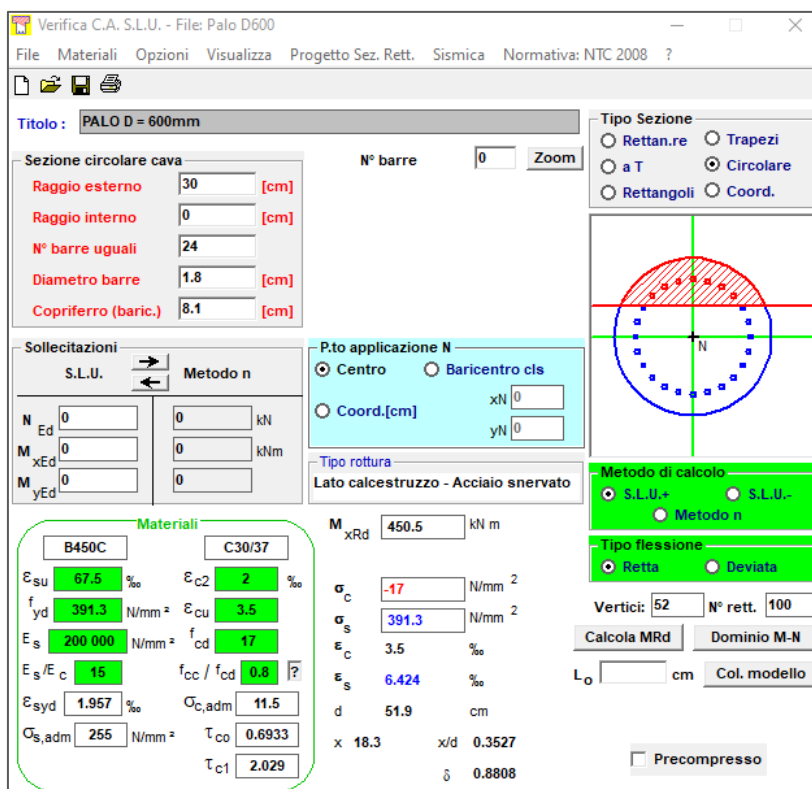 Verifica C.A. S.L.U. - File: Palo D600
File Materiali Opzioni Visualizza Progetto Sez. Rett. Sismica Normativa: NTC 2008 ?
Titolo : PALO D = 600mm
Sezione circolare cava
Raggio esterno 30 [cm]
Raggio interno 0 [cm]
N° barre uguali 24
Diametro barre 1.8 [cm]
Copriferro (baric.) 8.1 [cm]
N° barre 0 Zoom
Tipo Sezione
Rettan.re Trapezi
a T Circolare
Rettangoli Coord.
N
Sollecitazioni
S.L.U. Metodo n
N Ed 0 0 kN
M xEd 0 0 kNm
M yEd 0 0
P.to applicazione N
Centro Baricentro cls
Coord.[cm] xN 0
yN 0
Tipo rottura
Lato calcestruzzo - Acciaio snervato
Metodo di calcolo
S.L.U.+ S.L.U.-
Metodo n
Tipo flessione
Retta Deviata
Vertici: 52 N° rett. 100
Calcola MRd Dominio M-N
L o cm Col. modello
Precompresso
Materiali
B450C C30/37
ε su 67.5 ‰ ε c2 2 ‰
f yd 391.3 N/mm ² ε cu 3.5
E s 200 000 N/mm ² f cd 17
E s/E c 15 f cc / f cd 0.8 ?
ε syd 1.957 ‰ σ c,adm 11.5
σ s,adm 255 N/mm ² τ co 0.6933
τ c1 2.029
M xRd 450.5 kN m
σ c -17 N/mm 2
σ s 391.3 N/mm 2
ε c 3.5 ‰
ε s 6.424 ‰
d 51.9 cm
x 18.3 x/d 0.3527
δ 0.8808